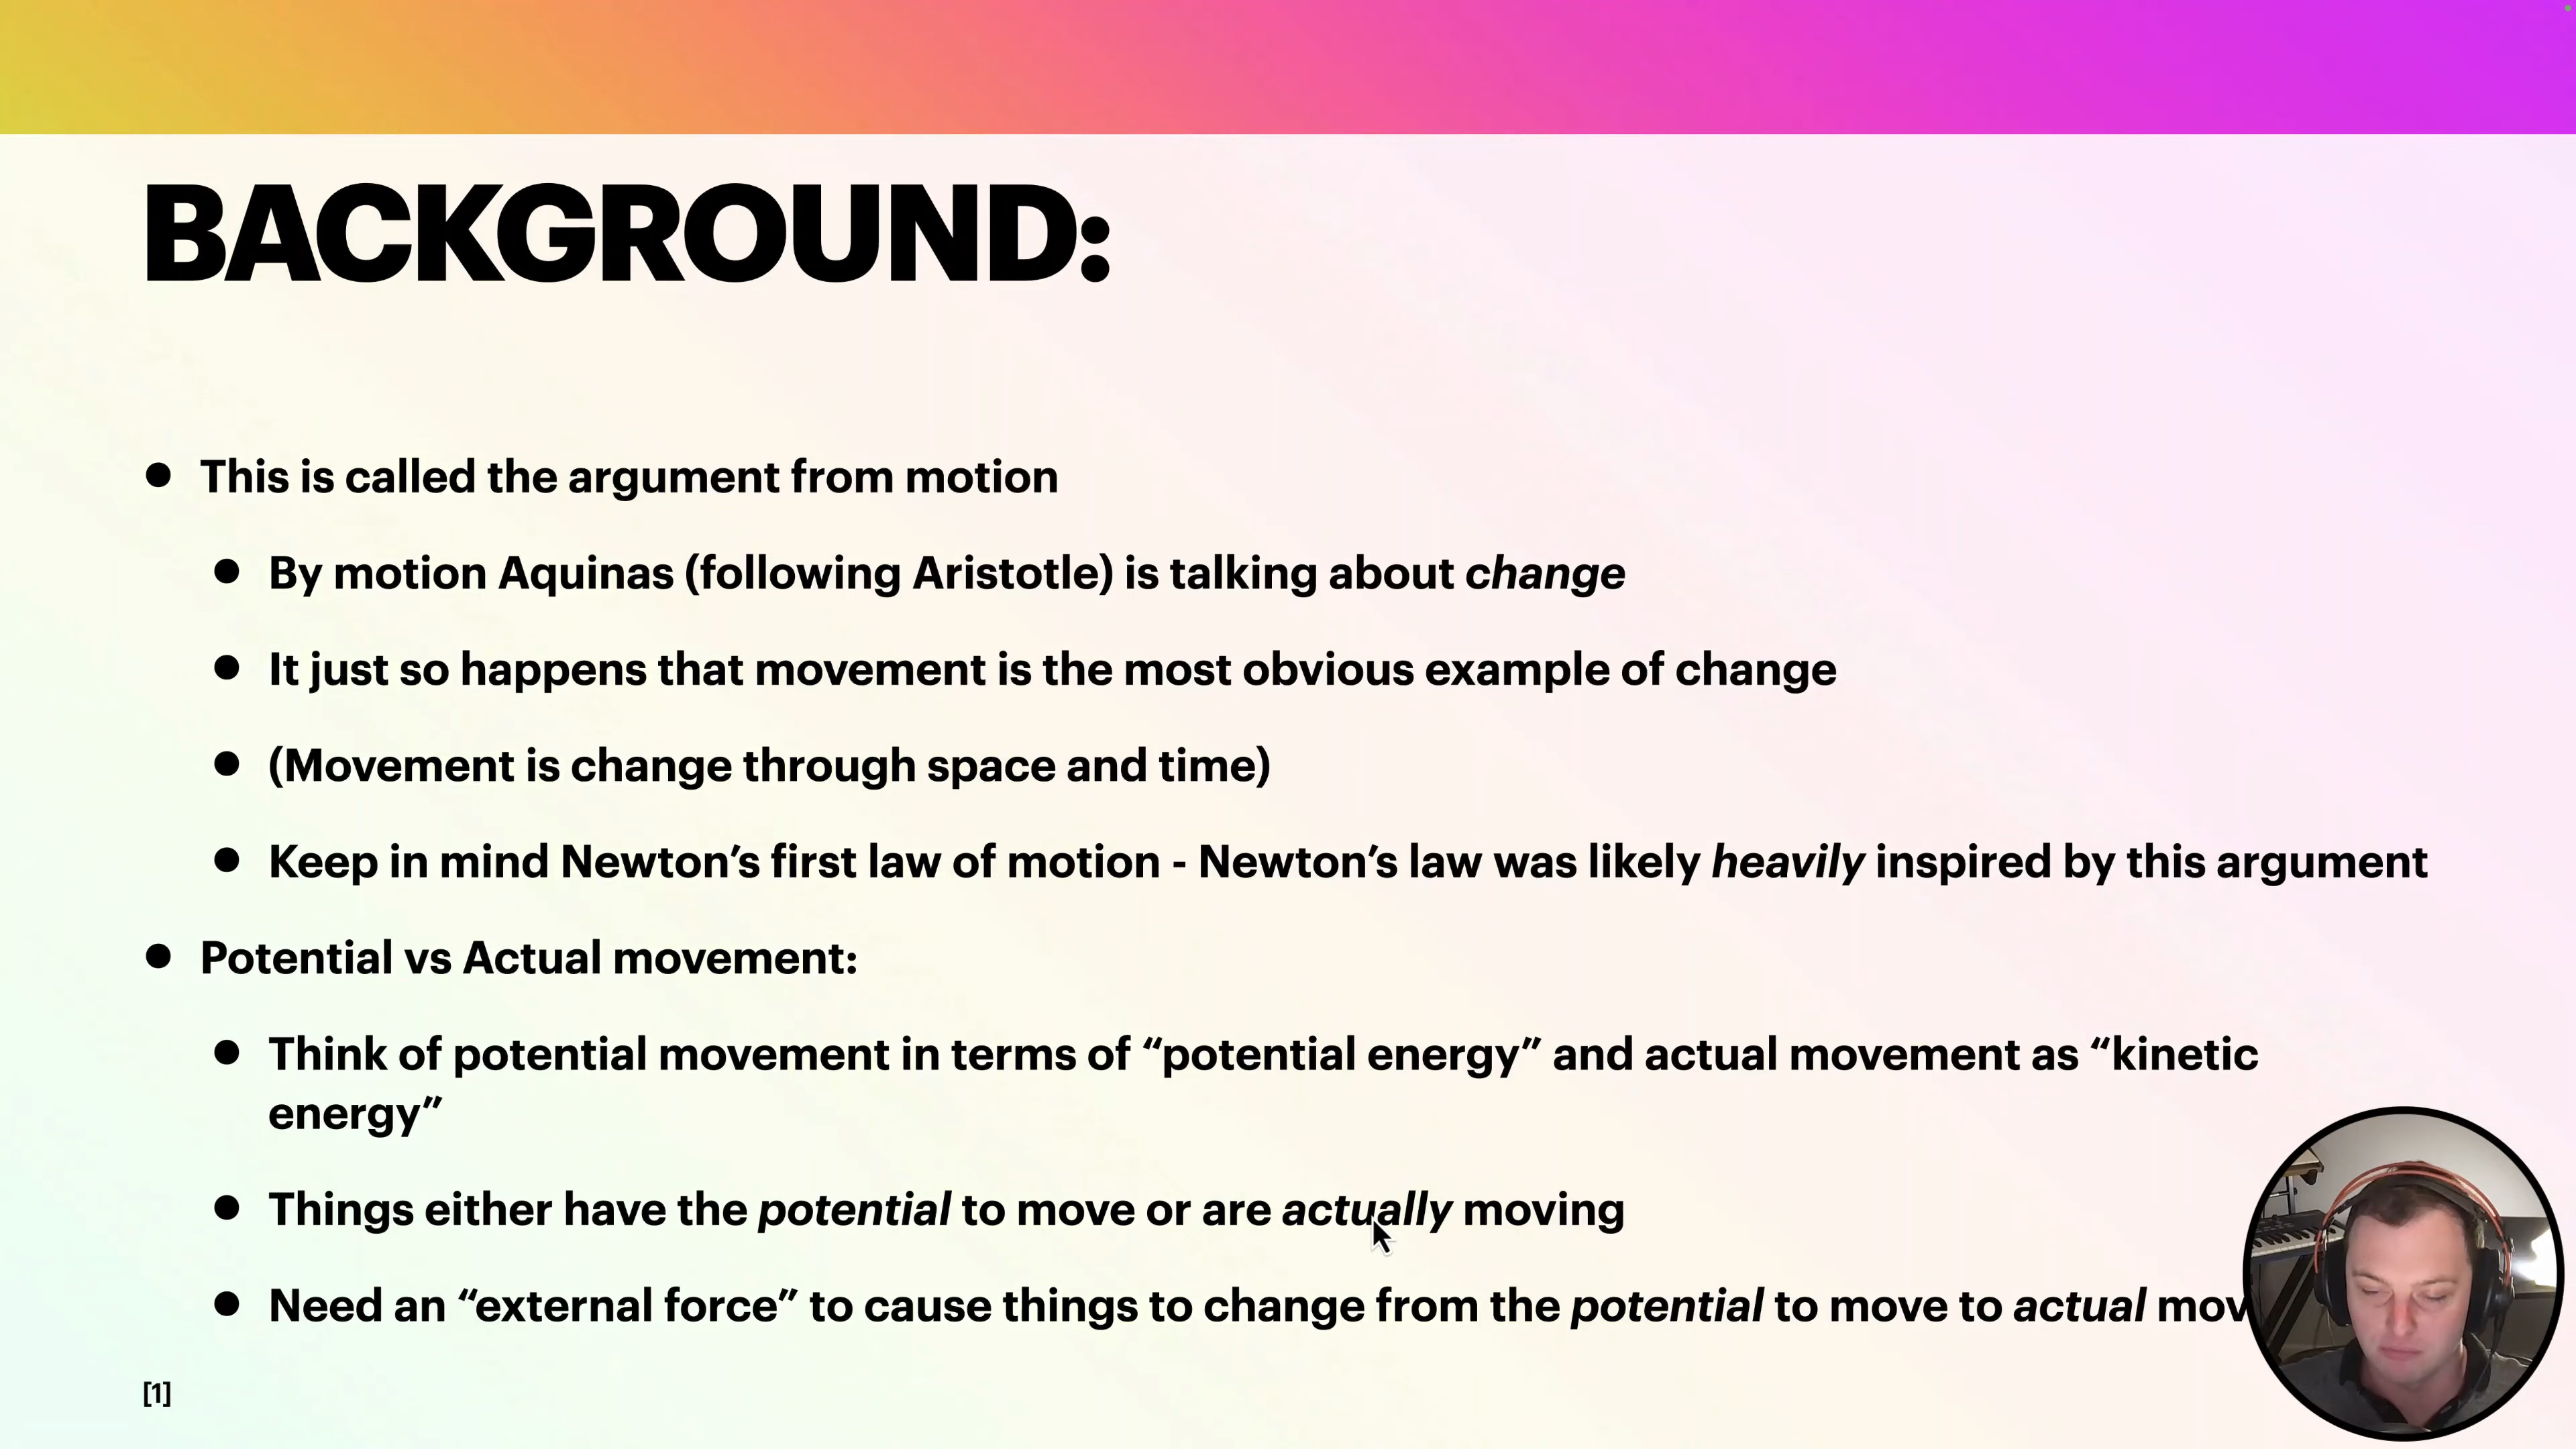 BACKGROUND:
● This is called the argument from motion
● By motion Aquinas (following Aristotle) is talking about change
● It just so happens that movement is the most obvious example of change
● (Movement is change through space and time)
● Keep in mind Newton’s first law of motion - Newton’s law was likely heavily inspired by this argument
● Potential vs Actual movement:
● Think of potential movement in terms of “potential energy” and actual movement as “kinetic
energy”
● Things either have the potential to move or are actually moving
● Need an “external force” to cause things to change from the potential to move to actual
[1]